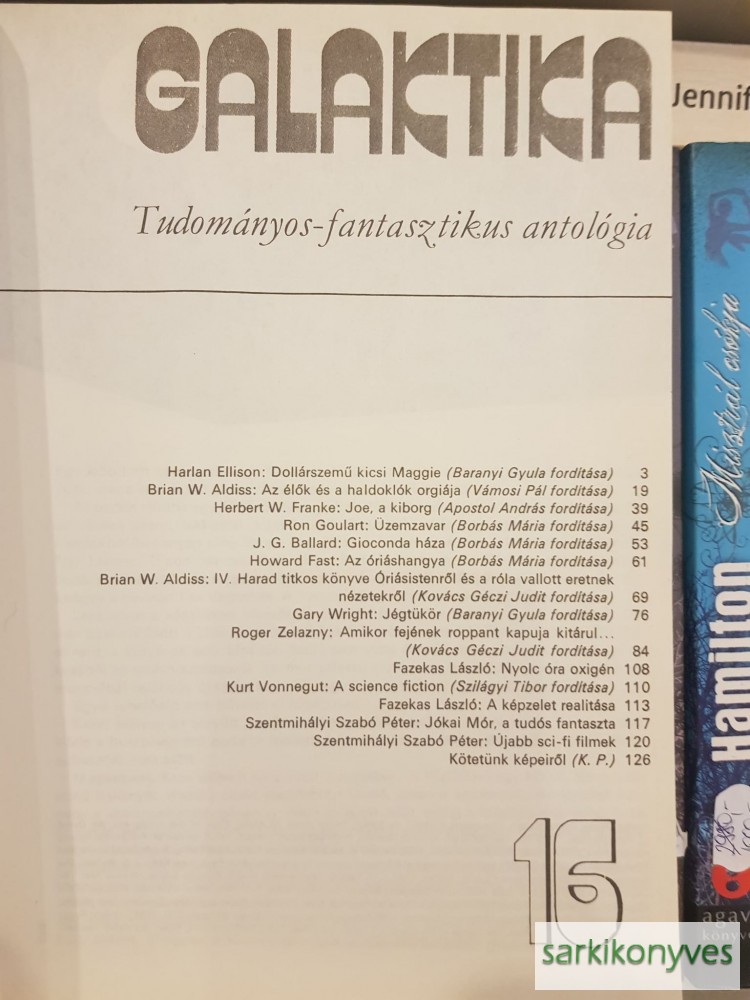 GALAKTIKA
Tudományos-fantasztikus antológia
Harlan Ellison: Dollárszemű kicsi Maggie (Baranyi Gyula fordítása) 3
Brian W. Aldiss: Az élők és a haldoklók orgiája (Vámosi Pál fordítása) 19
Herbert W. Franke: Joe, a kiborg (Apostol András fordítása) 39
Ron Goulart: Üzemzavar (Borbás Mária fordítása) 45
J. G. Ballard: Gioconda háza (Borbás Mária fordítása) 53
Howard Fast: Az óriáshangya (Borbás Mária fordítása) 61
Brian W. Aldiss: IV. Harad titkos könyve Óriásistenről és a róla vallott eretnek
nézetekről (Kovács Géczi Judit fordítása) 69
Gary Wright: Jégtükör (Baranyi Gyula fordítása) 76
Roger Zelazny: Amikor fejének roppant kapuja kitárul...
(Kovács Géczi Judit fordítása) 84
Fazekas László: Nyolc óra oxigén 108
Kurt Vonnegut: A science fiction (Szilágyi Tibor fordítása) 110
Fazekas László: A képzelet realitása 113
Szentmihályi Szabó Péter: Jókai Mór, a tudós fantaszta 117
Szentmihályi Szabó Péter: Újabb sci-fi filmek 120
Kötetünk képeiről (K. P.) 126
16
Jennif
Hamilton
Misztrál csókja
2980,-
agav
könyv
sarkikonyves